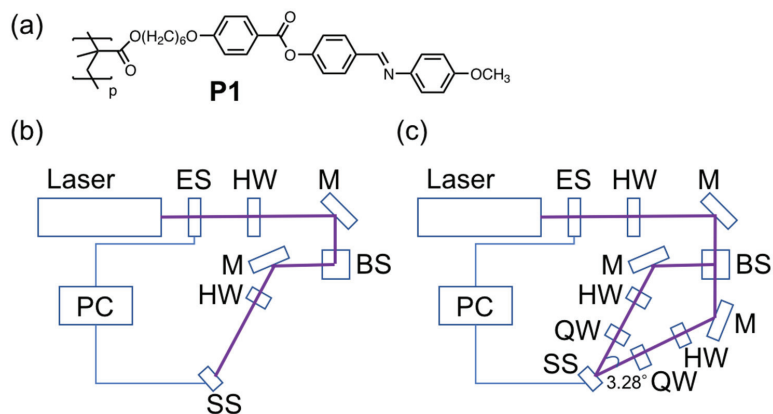 (a)
O(H₂C)₆O
O
O
O
O
N
OCH₃
p
P1
(b)
Laser
ES
HW
M
M
BS
PC
HW
SS
(c)
Laser
ES
HW
M
M
BS
PC
HW
QW
M
SS
HW
3.28°
QW